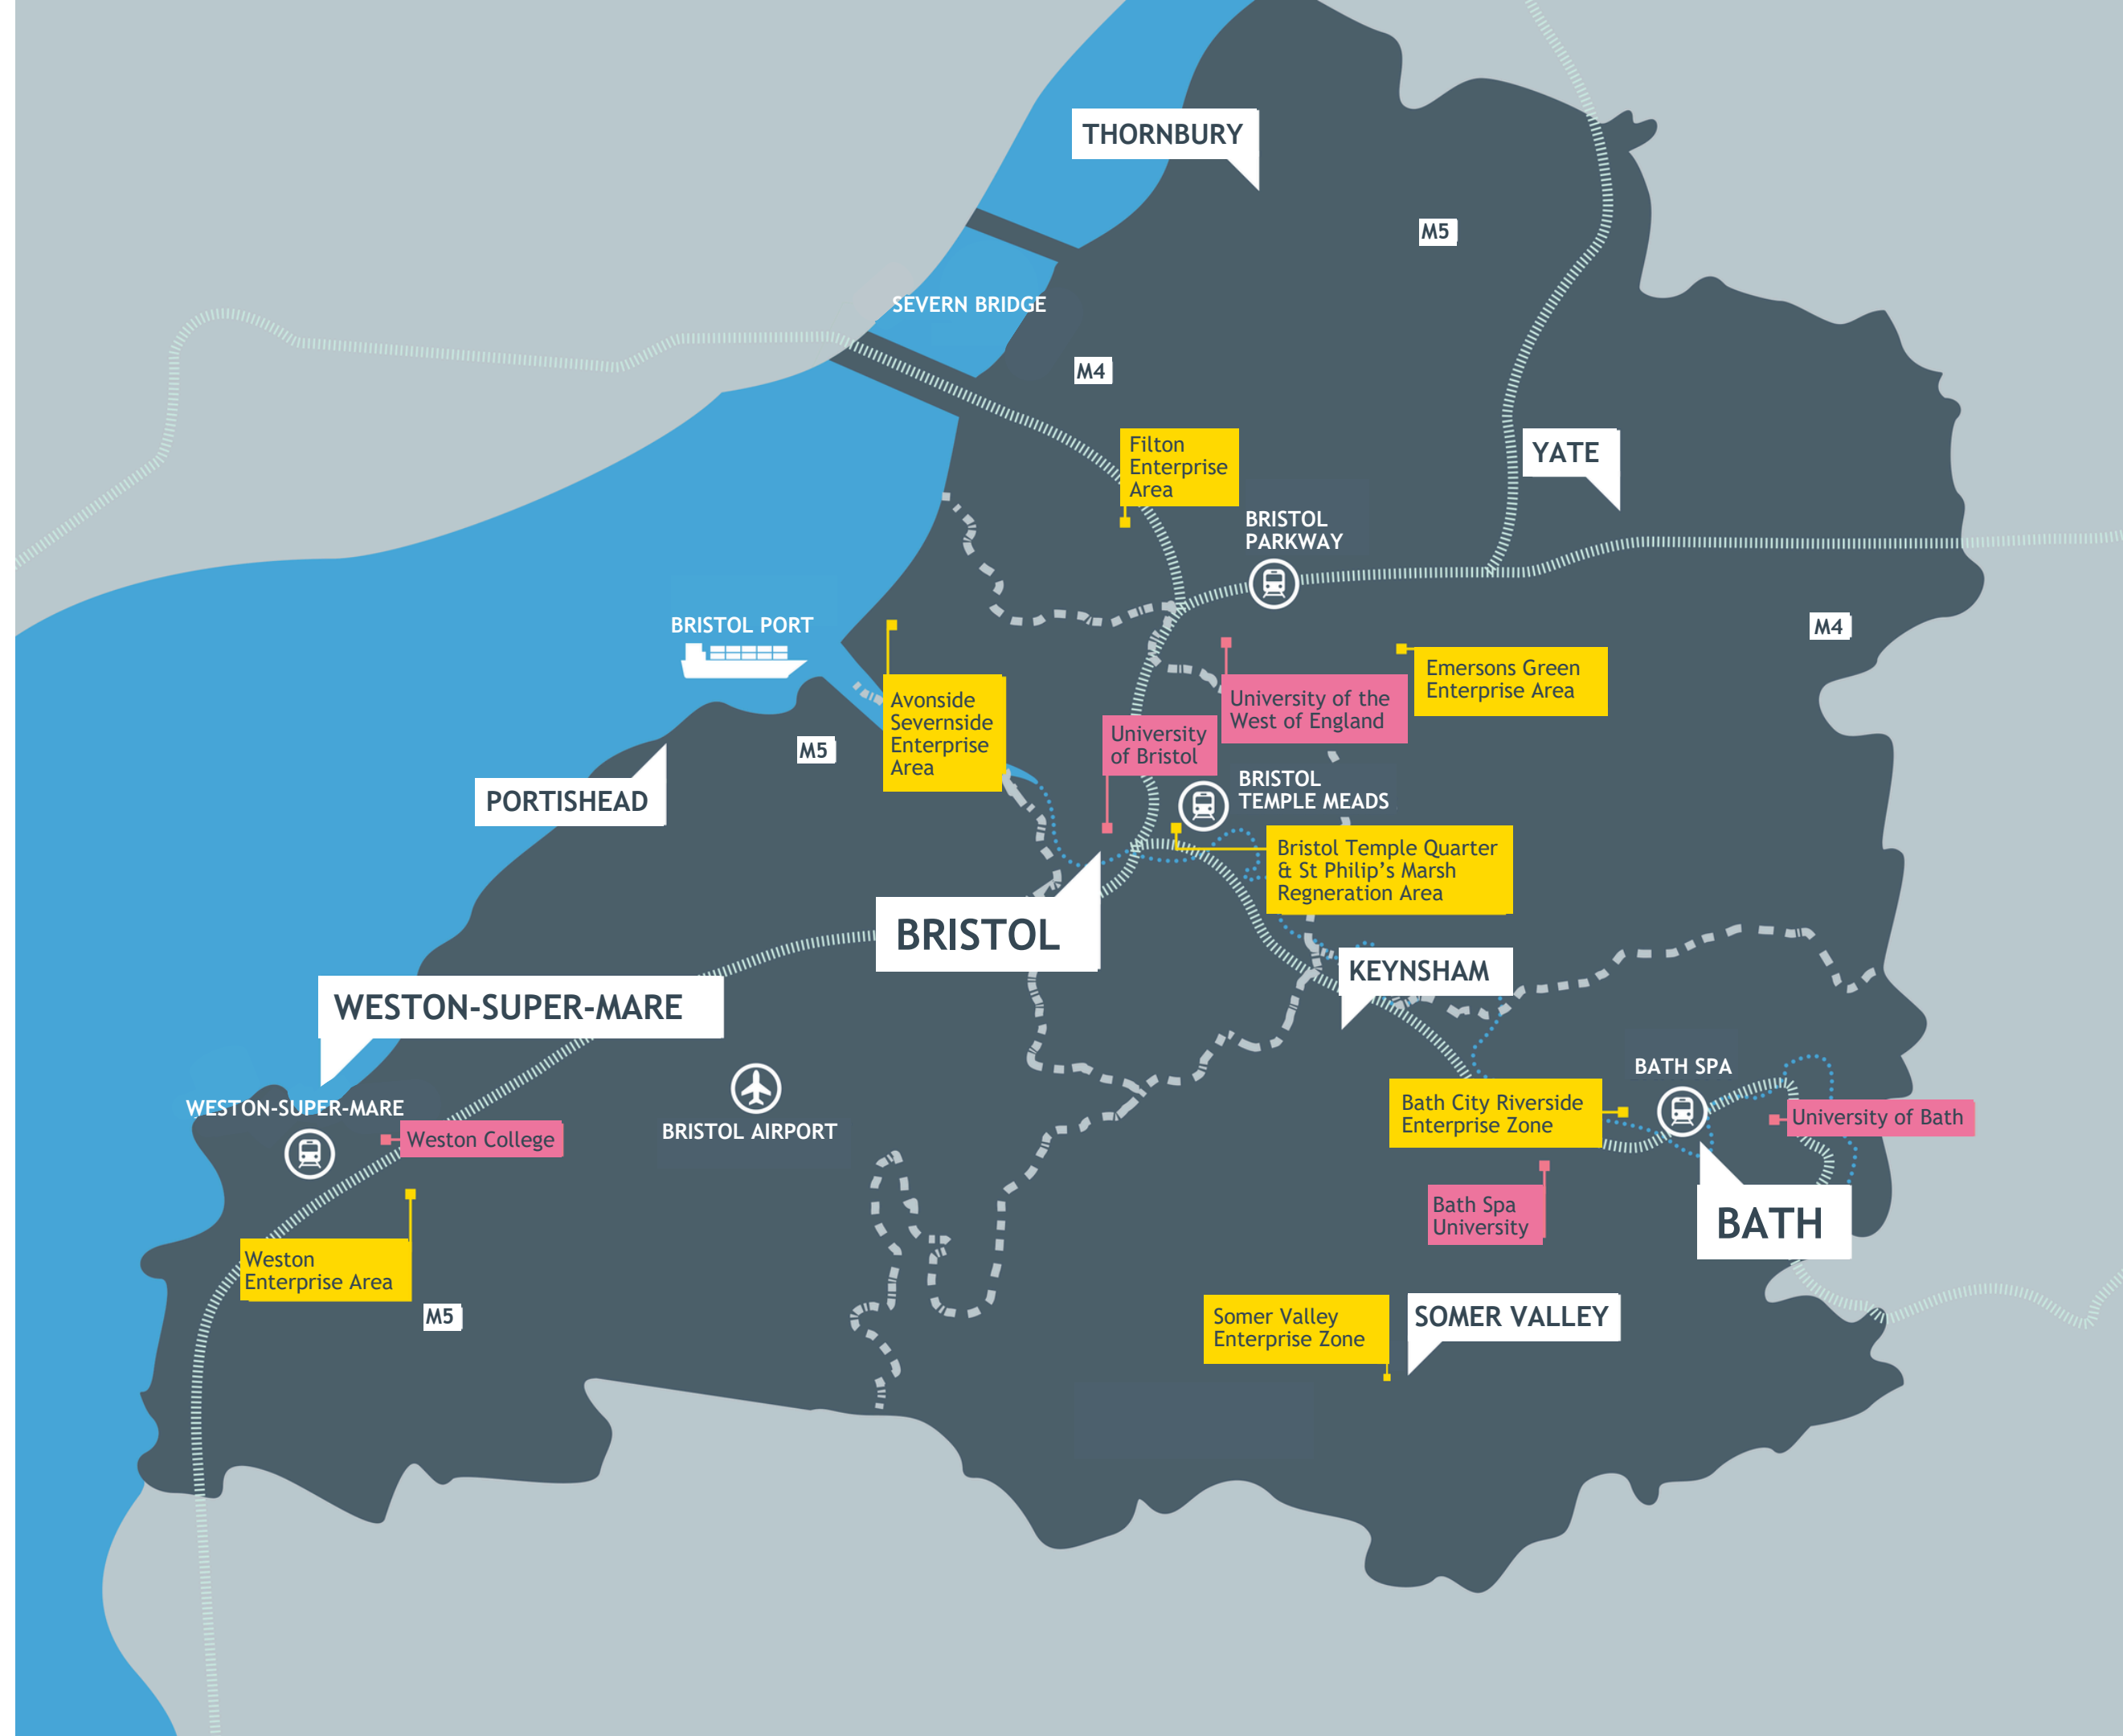 THORNBURY
M5
SEVERN BRIDGE
M4
Filton
Enterprise
Area
YATE
BRISTOL
PARKWAY
BRISTOL PORT
M4
Emersons Green
Enterprise Area
Avonside
Severnside
Enterprise
Area
University of the
West of England
University
of Bristol
M5
PORTISHEAD
BRISTOL
TEMPLE MEADS
Bristol Temple Quarter
& St Philip’s Marsh
Regneration Area
BRISTOL
KEYNSHAM
WESTON-SUPER-MARE
BATH SPA
WESTON-SUPER-MARE
Weston College
BRISTOL AIRPORT
Bath City Riverside
Enterprise Zone
University of Bath
Bath Spa
University
BATH
Weston
Enterprise Area
M5
Somer Valley
Enterprise Zone
SOMER VALLEY